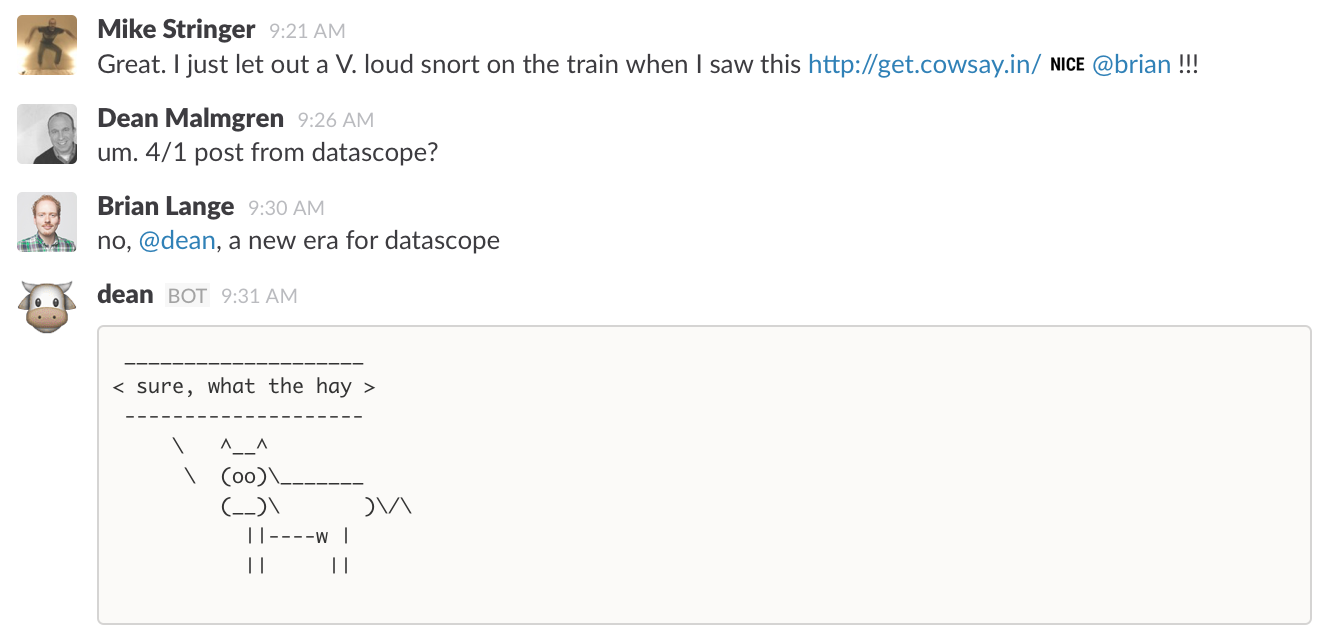 Mike Stringer 9:21 AM
Great. I just let out a V. loud snort on the train when I saw this http://get.cowsay.in/ NICE @brian !!!
Dean Malmgren 9:26 AM
um. 4/1 post from datascope?
Brian Lange 9:30 AM
no, @dean, a new era for datascope
dean BOT 9:31 AM
 ____________________
< sure, what the hay >
 --------------------
     \   ^__^
      \  (oo)\_______
         (__)\       )\/\
           ||----w |
           ||     ||